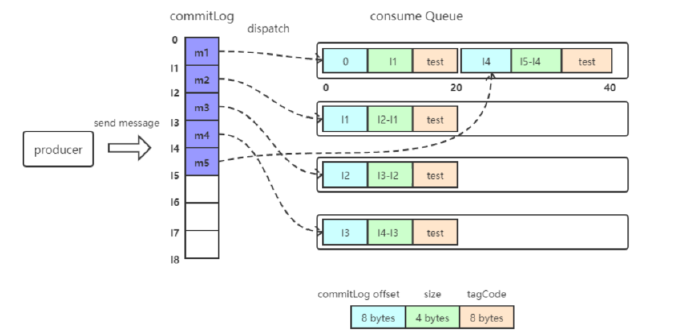 commitLog
consume Queue
dispatch
0
m1
0
l1
test
l4
l5-l4
test
l1
0
20
40
m2
l2
m3
l1
l2-l1
test
send message
l3
m4
producer
l4
m5
l2
l3-l2
test
l5
l6
l3
l4-l3
test
l7
l8
commitLog offset
size
tagCode
8 bytes
4 bytes
8 bytes